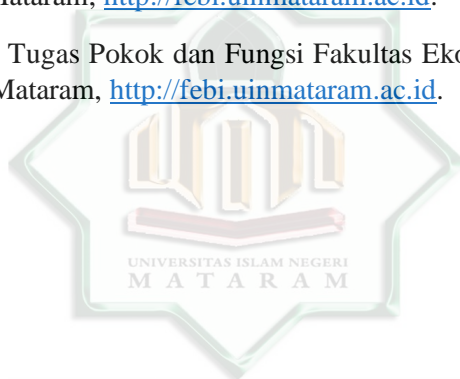 Mataram, http://febi.uinmataram.ac.id.
Tugas Pokok dan Fungsi Fakultas Eko
Mataram, http://febi.uinmataram.ac.id.
UNIVERSITAS ISLAM NEGERI
M A T A R A M